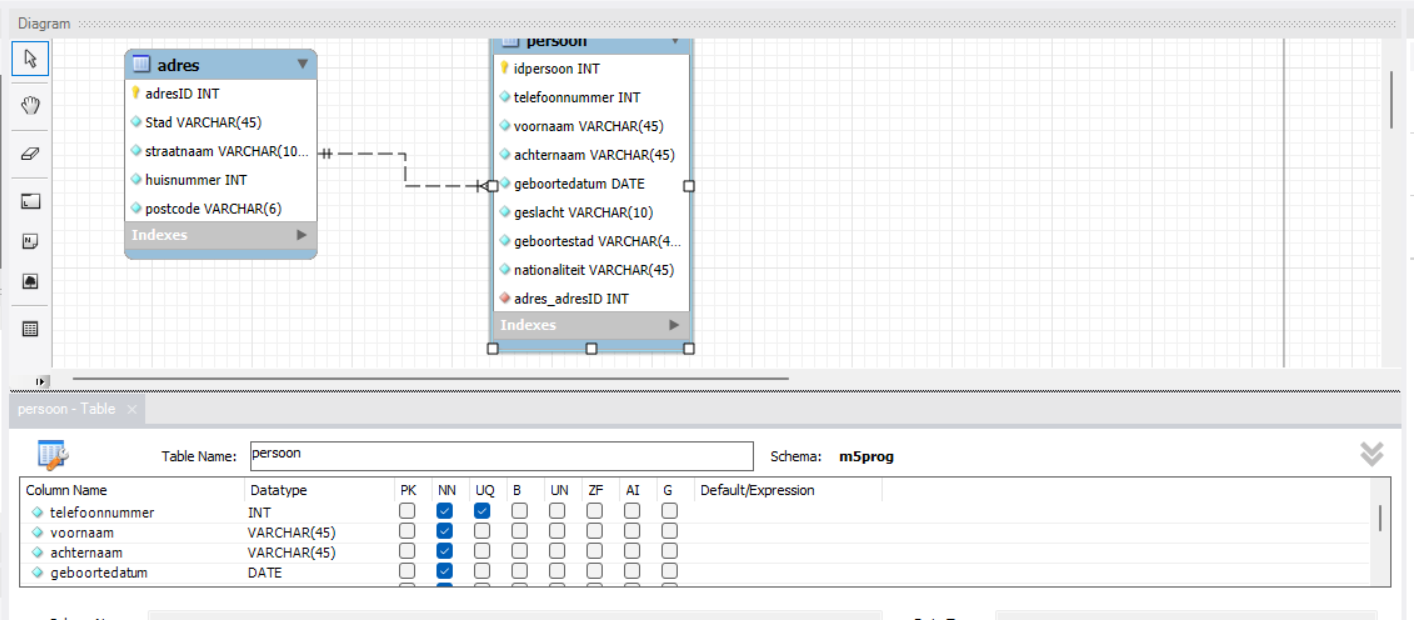 Diagram
adres
adresID INT
Stad VARCHAR(45)
straatnaam VARCHAR(10...
huisnummer INT
postcode VARCHAR(6)
Indexes
persoon
idpersoon INT
telefoonnummer INT
voornaam VARCHAR(45)
achternaam VARCHAR(45)
geboortedatum DATE
geslacht VARCHAR(10)
geboortestad VARCHAR(4...
nationaliteit VARCHAR(45)
adres_adresID INT
Indexes
persoon - Table
Table Name: persoon Schema: m5prog
Column Name Datatype PK NN UQ B UN ZF AI G Default/Expression
telefoonnummer INT
voornaam VARCHAR(45)
achternaam VARCHAR(45)
geboortedatum DATE